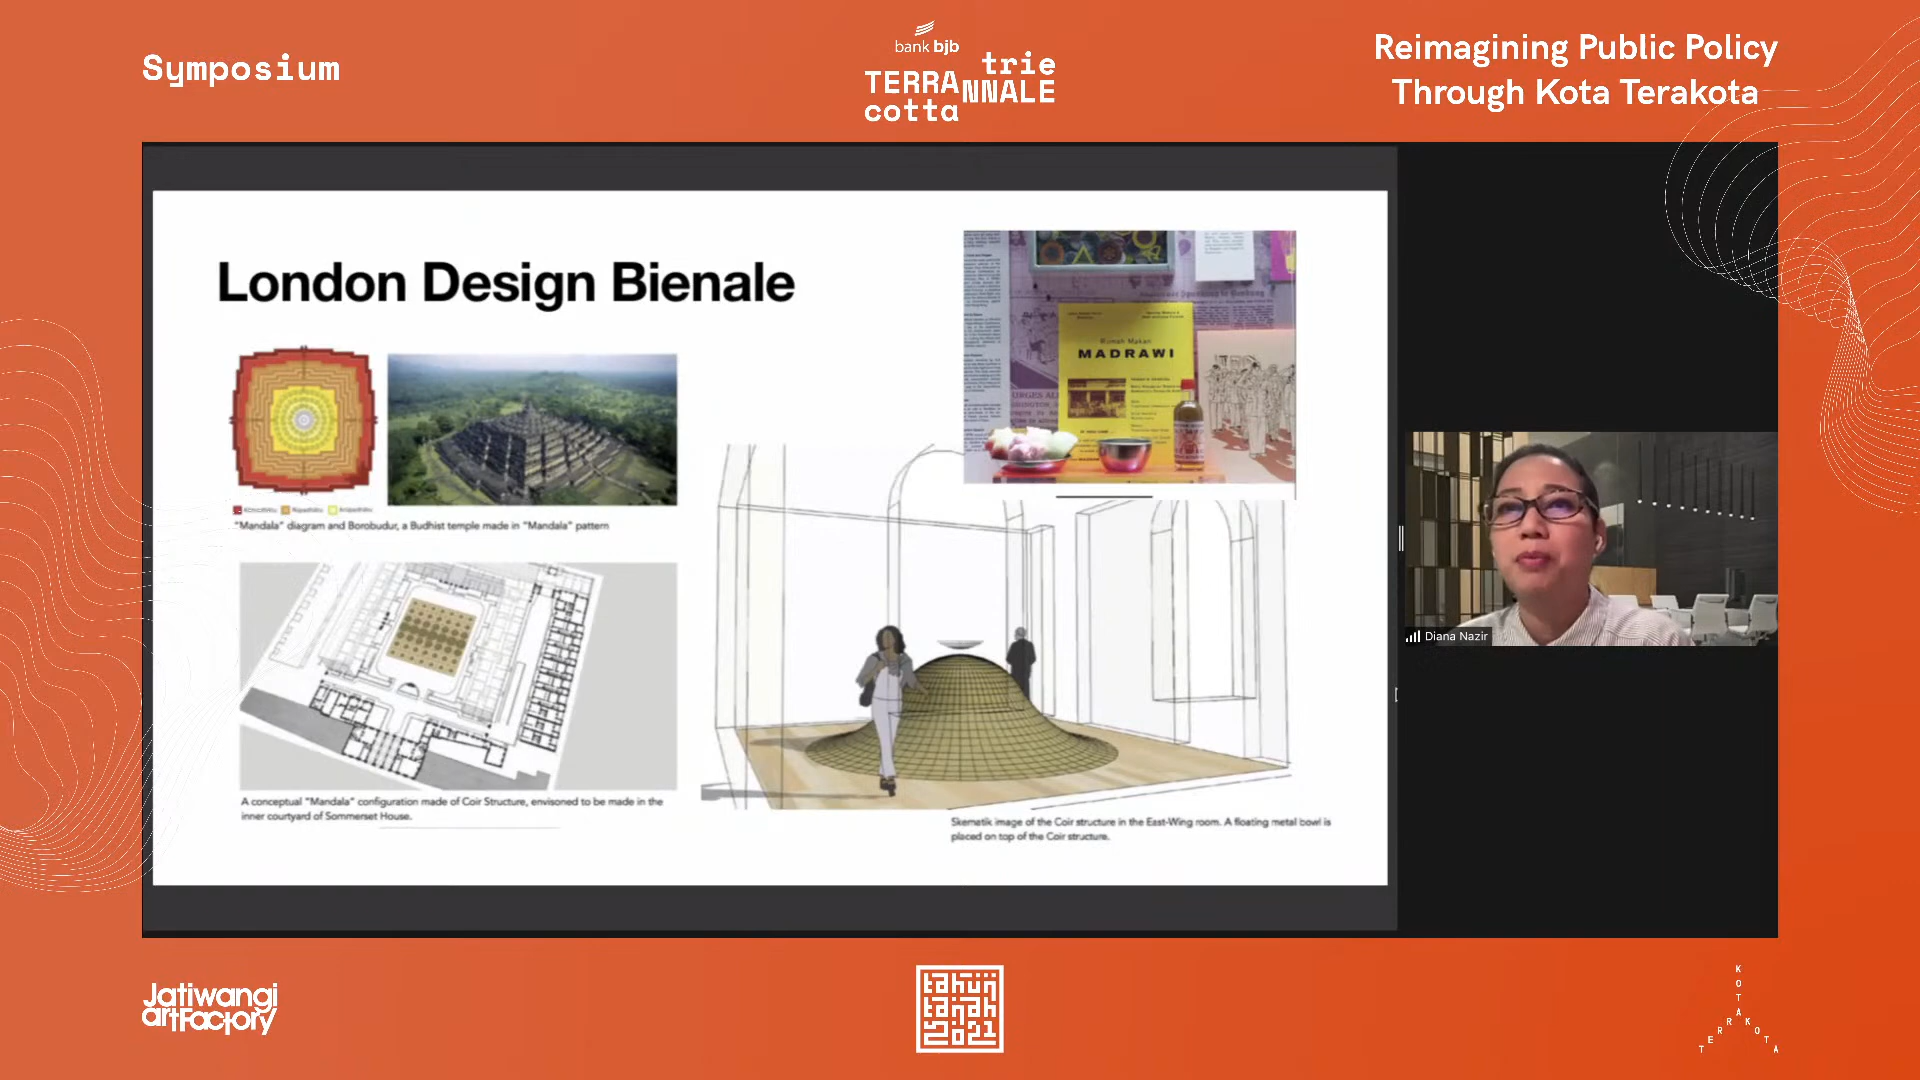 Symposium
bank bjb
TERRA
cotta
trie
NNALE
Reimagining Public Policy
Through Kota Terakota
London Design Bienale
Rumah Makan
MADRAWI
"Mandala" diagram and Borobudur, a Budhist temple made in "Mandala" pattern
A conceptual "Mandala" configuration made of Coir Structure, envisoned to be made in the
inner courtyard of Sommerset House.
Skematik image of the Coir structure in the East-Wing room. A floating metal bowl is
placed on top of the Coir structure.
Diana Nazir
Jatiwangi
artFactory
tahun
tanah
2021
KOTA
TERRAKOTA